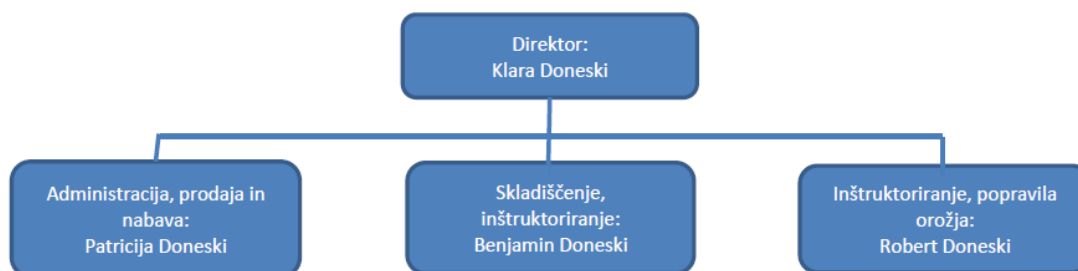 Direktor:
Klara Doneski
Administracija, prodaja in
nabava:
Patricija Doneski
Skladiščenje,
inštruktoriranje:
Benjamin Doneski
Inštruktoriranje, popravila
orožja:
Robert Doneski